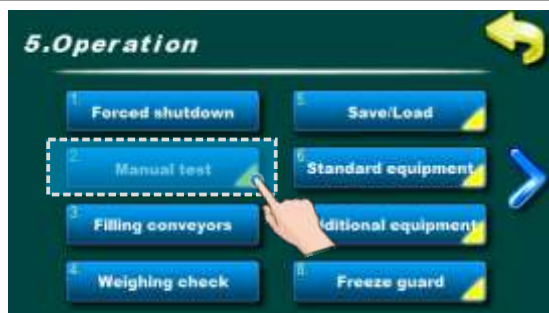 5.Operation
1 Forced shutdown
2. Manual test
3 Filling conveyors
4. Weighing check
5. Save/Load
6. Standard equipment
ditional equipment
8. Freeze guard